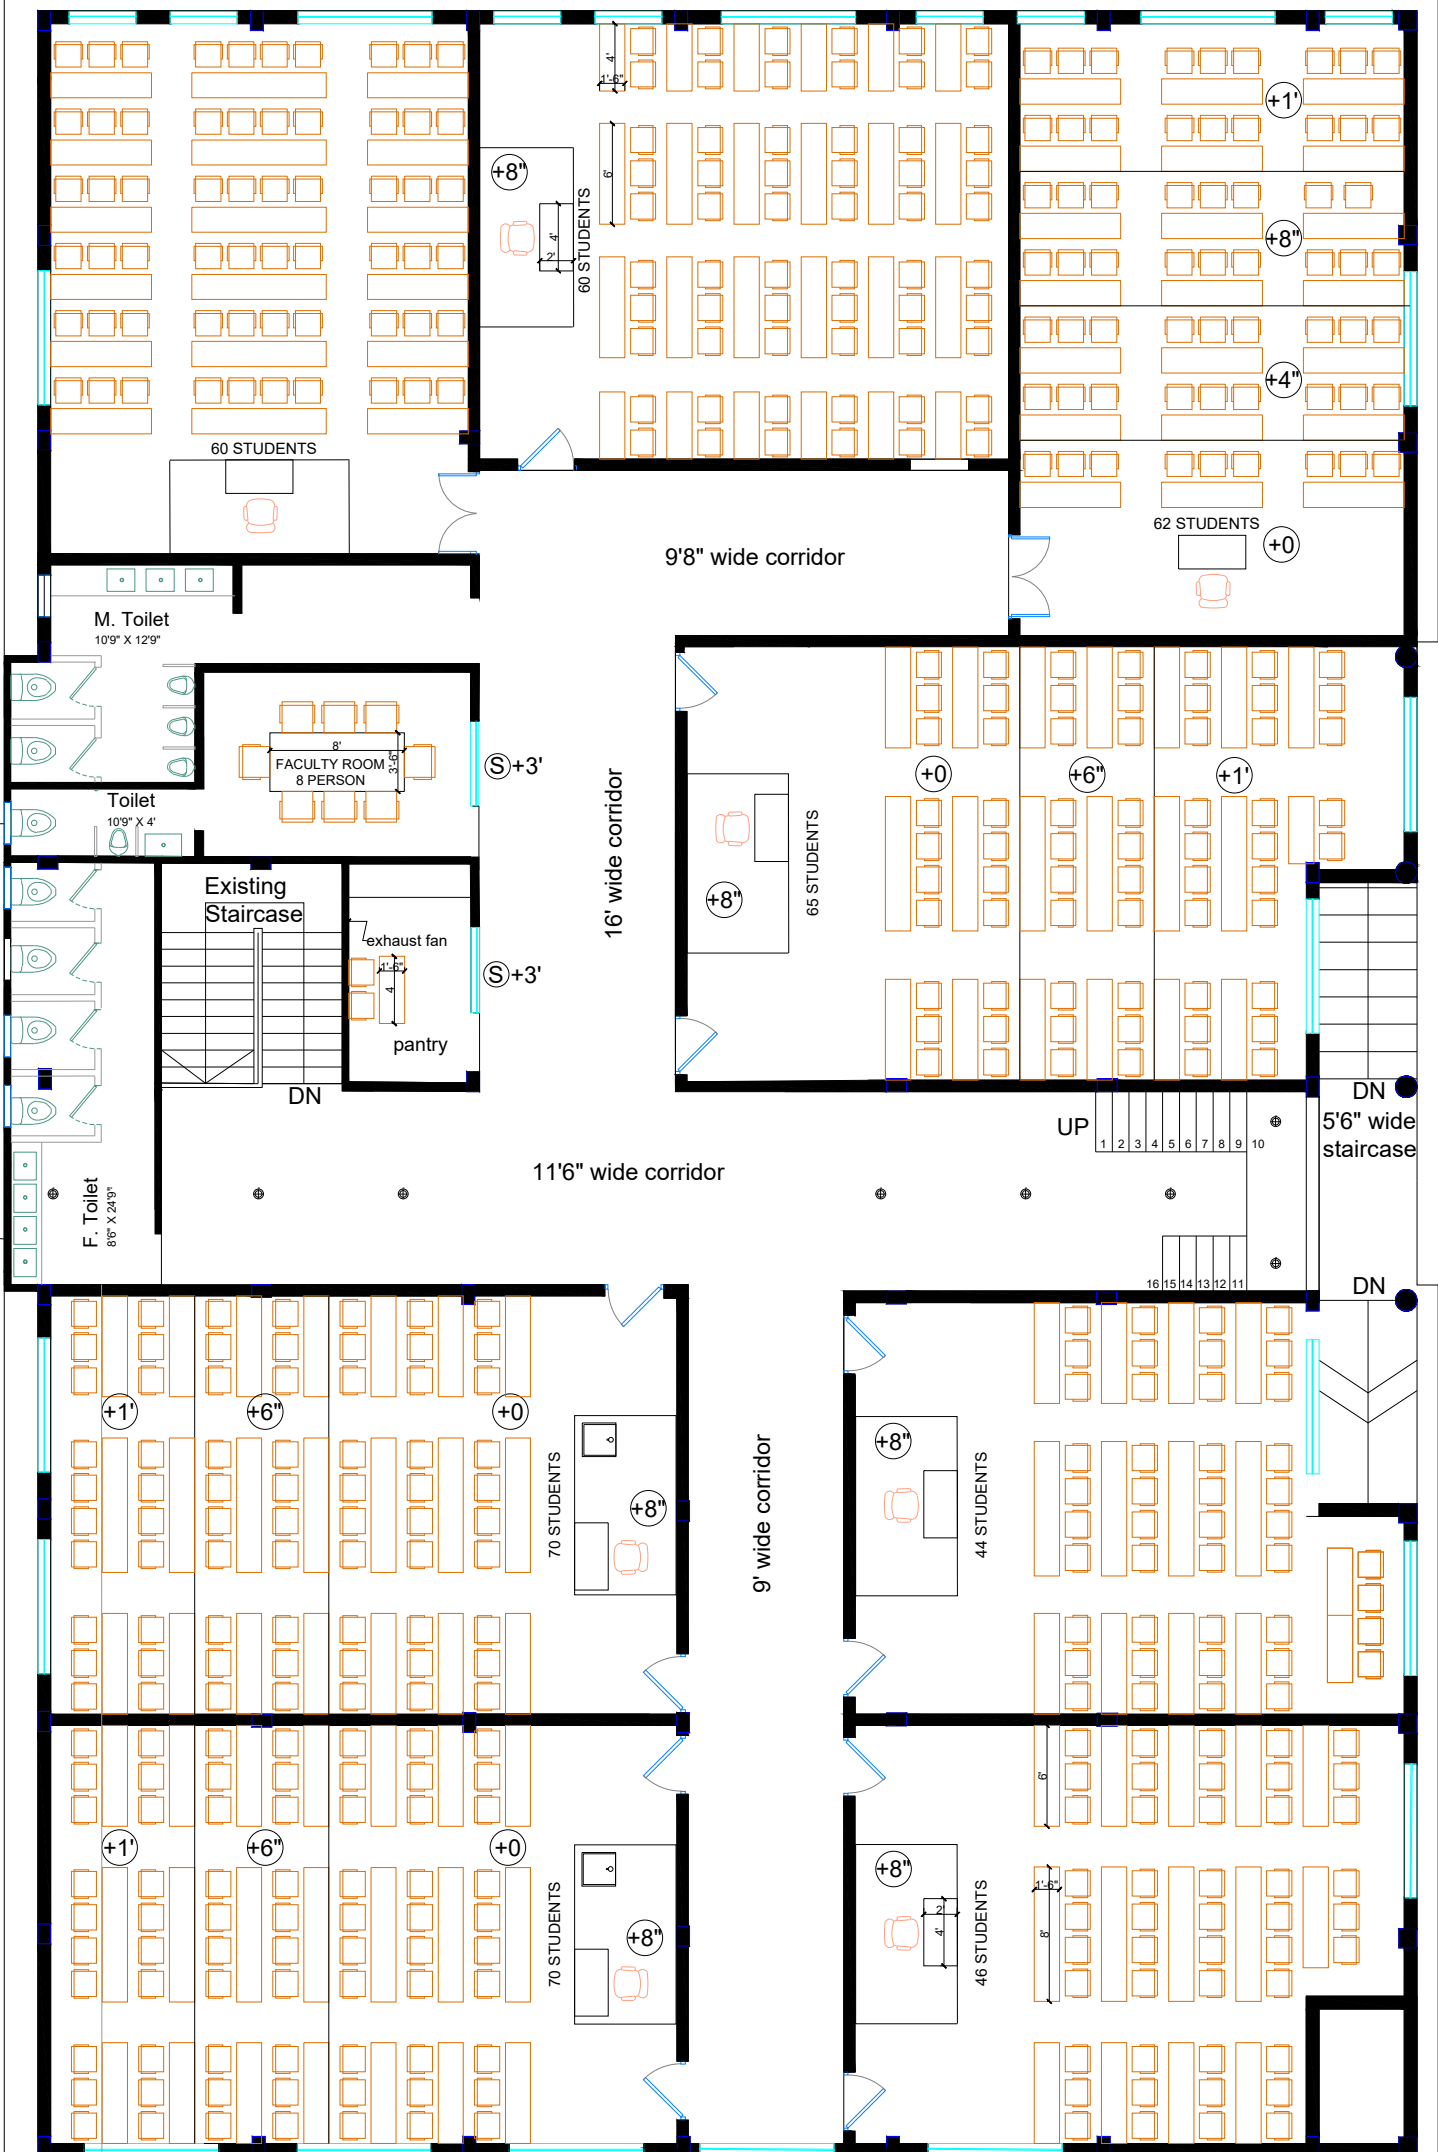 4'
1'-6"
+1'
+8"
6'
60 STUDENTS
4'
2'
+8"
+4"
60 STUDENTS
62 STUDENTS
+0
9'8" wide corridor
M. Toilet
10'9" X 12'9"
8'
FACULTY ROOM
8 PERSON
3'-6"
S +3'
+0
+6"
+1'
Toilet
10'9" X 4'
16' wide corridor
65 STUDENTS
+8"
Existing
Staircase
exhaust fan
1'-6"
4
S +3'
pantry
DN
UP
1 2 3 4 5 6 7 8 9 10
DN
5'6" wide
staircase
11'6" wide corridor
F. Toilet
8'6" X 24'9"
16 15 14 13 12 11
DN
+1'
+6"
+0
70 STUDENTS
+8"
9' wide corridor
+8"
44 STUDENTS
+1'
+6"
+0
70 STUDENTS
+8"
+8"
2'
4'
46 STUDENTS
6'
1'-6"
8'